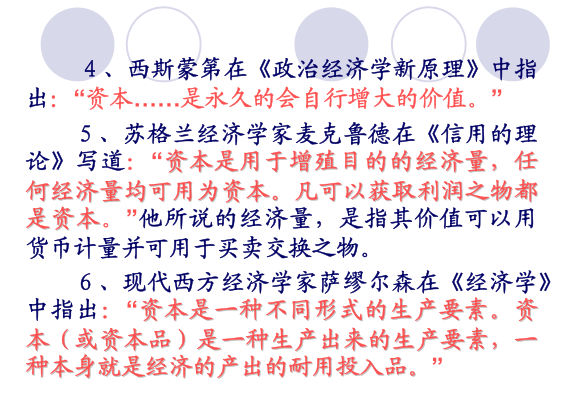 4、西斯蒙第在《政治经济学新原理》中指
出：“资本……是永久的会自行增大的价值。”
5、苏格兰经济学家麦克鲁德在《信用的理
论》写道：“资本是用于增殖目的的经济量，任
何经济量均可用为资本。凡可以获取利润之物都
是资本。”他所说的经济量，是指其价值可以用
货币计量并可用于买卖交换之物。
6、现代西方经济学家萨缪尔森在《经济学》
中指出：“资本是一种不同形式的生产要素。资
本（或资本品）是一种生产出来的生产要素，一
种本身就是经济的产出的耐用投入品。”